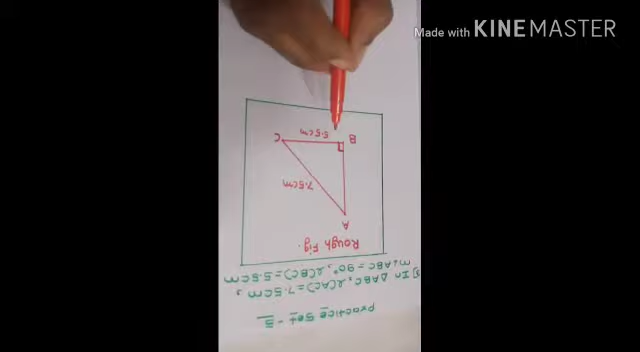 Made with KINEMASTER
Practice Set - 3
3) In △ABC, l(AC)=7.5cm,
m∠ABC=90°, l(BC)=5.5cm
Rough Fig.
A
7.5cm
B
5.5cm
C